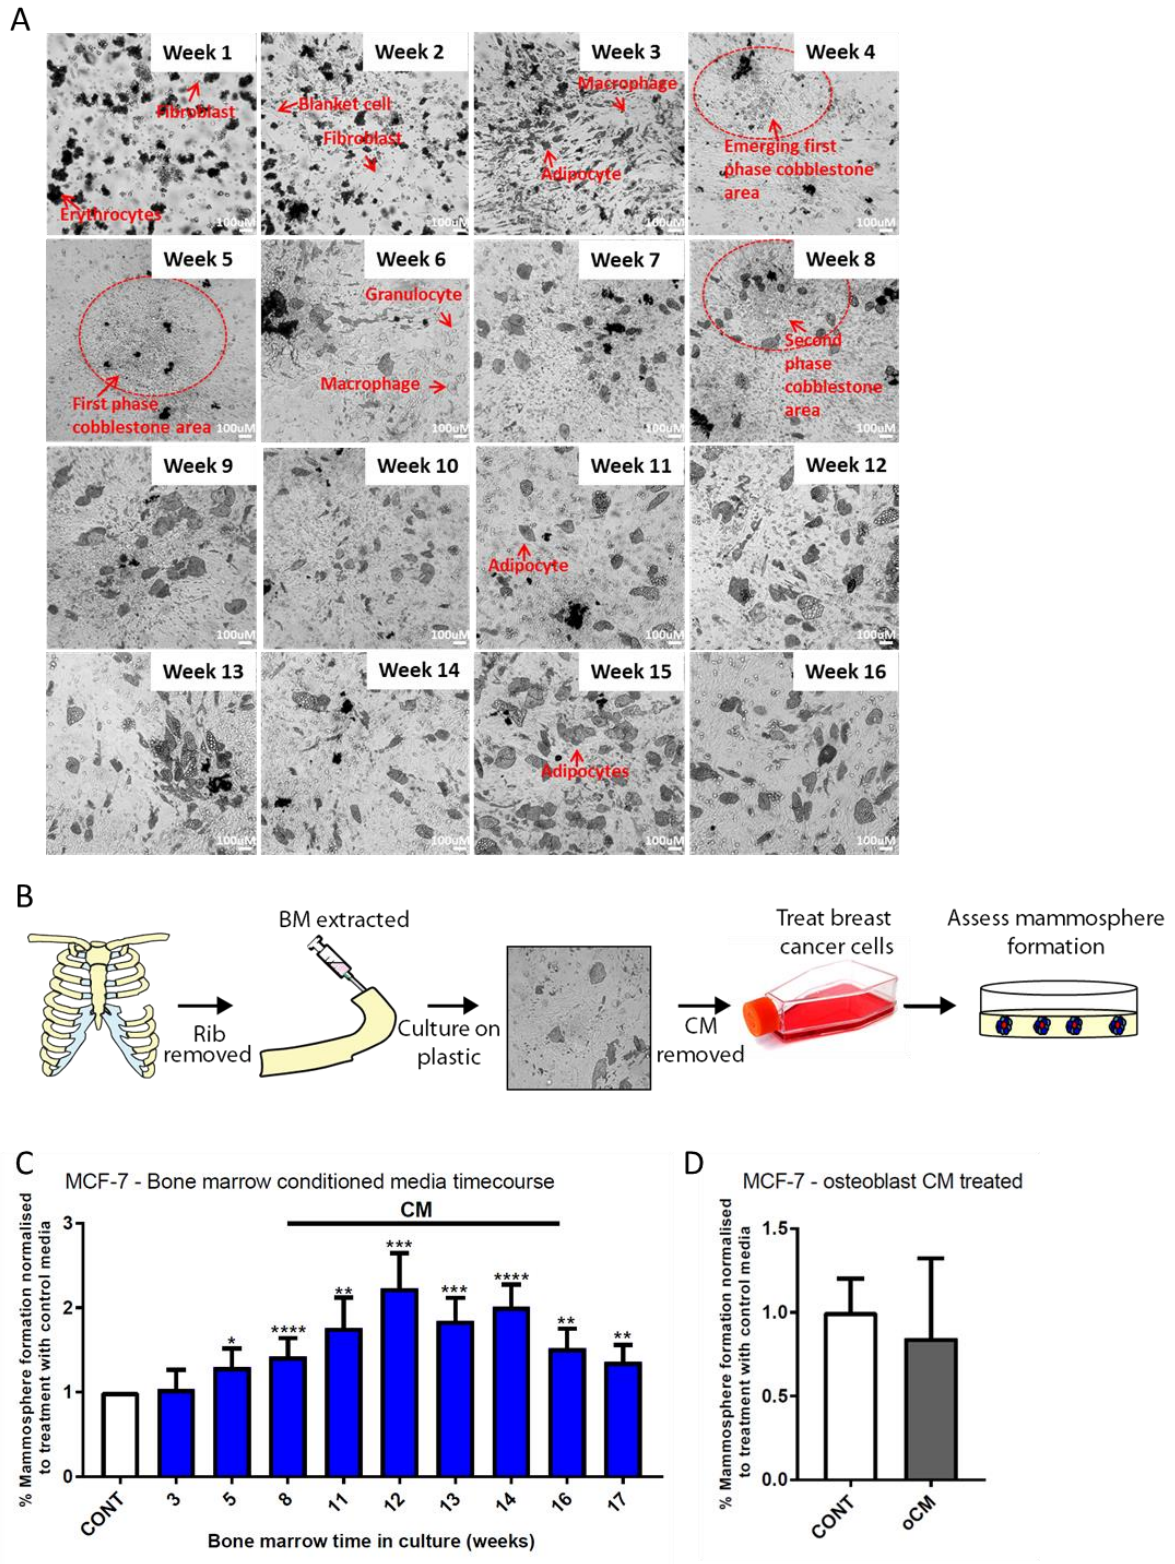 A
Week 1
Fibroblast
Erythrocytes
100uM
Week 2
Blanket cell
Fibroblast
100uM
Week 3
Macrophage
Adipocyte
100uM
Week 4
Emerging first
phase cobblestone
area
100uM
Week 5
First phase
cobblestone area
100uM
Week 6
Granulocyte
Macrophage
100uM
Week 7
100uM
Week 8
Second
phase
cobblestone
area
100uM
Week 9
100uM
Week 10
100uM
Week 11
Adipocyte
100uM
Week 12
100uM
Week 13
100uM
Week 14
100uM
Week 15
Adipocytes
100uM
Week 16
100uM
B
Rib
removed
BM extracted
Culture on
plastic
CM
removed
Treat breast
cancer cells
Assess mammosphere
formation
C
MCF-7 - Bone marrow conditioned media timecourse
% Mammosphere formation normalised
to treatment with control media
3
2
1
0
CM
*
****
**
***
***
****
**
**
CONT
3
5
8
11
12
13
14
16
17
Bone marrow time in culture (weeks)
D
MCF-7 - osteoblast CM treated
% Mammosphere formation normalised
to treatment with control media
1.5
1.0
0.5
0.0
CONT
oCM